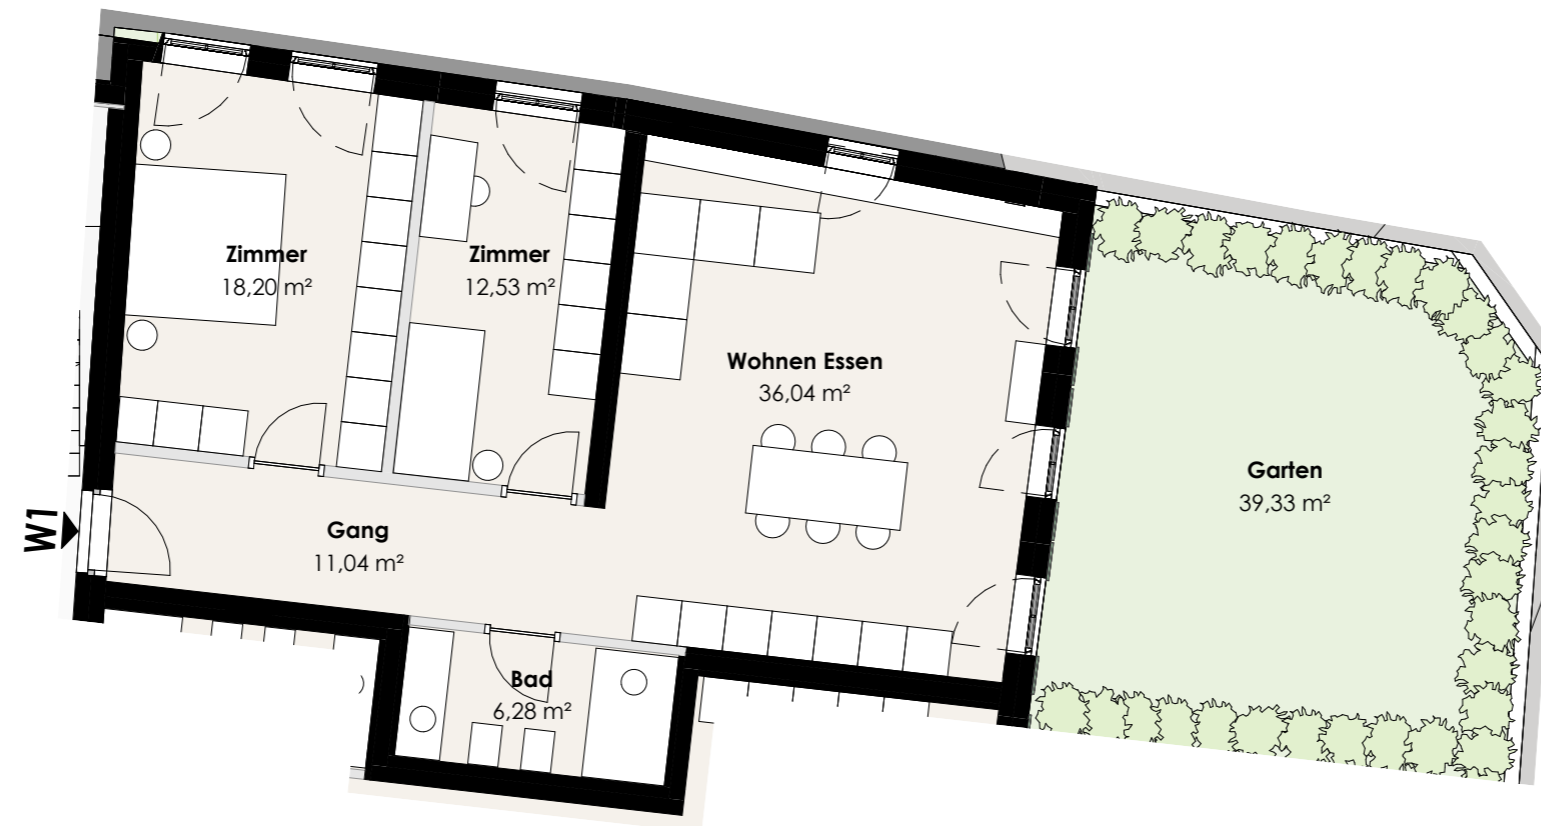 Zimmer
18,20 m²
Zimmer
12,53 m²
Wohnen Essen
36,04 m²
Garten
39,33 m²
W1
Gang
11,04 m²
Bad
6,28 m²